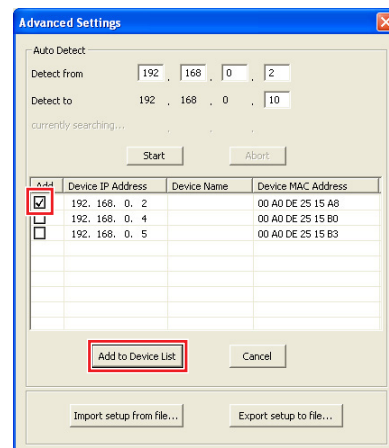 Advanced Settings
Auto Detect
Detect from 192 . 168 . 0 . 2
Detect to 192 . 168 . 0 . 10
currently searching... . . .
Start Abort
Add Device IP Address Device Name Device MAC Address
192. 168. 0. 2 00 A0 DE 25 15 A8
192. 168. 0. 4 00 A0 DE 25 15 B0
192. 168. 0. 5 00 A0 DE 25 15 B3
Add to Device List Cancel
Import setup from file... Export setup to file...